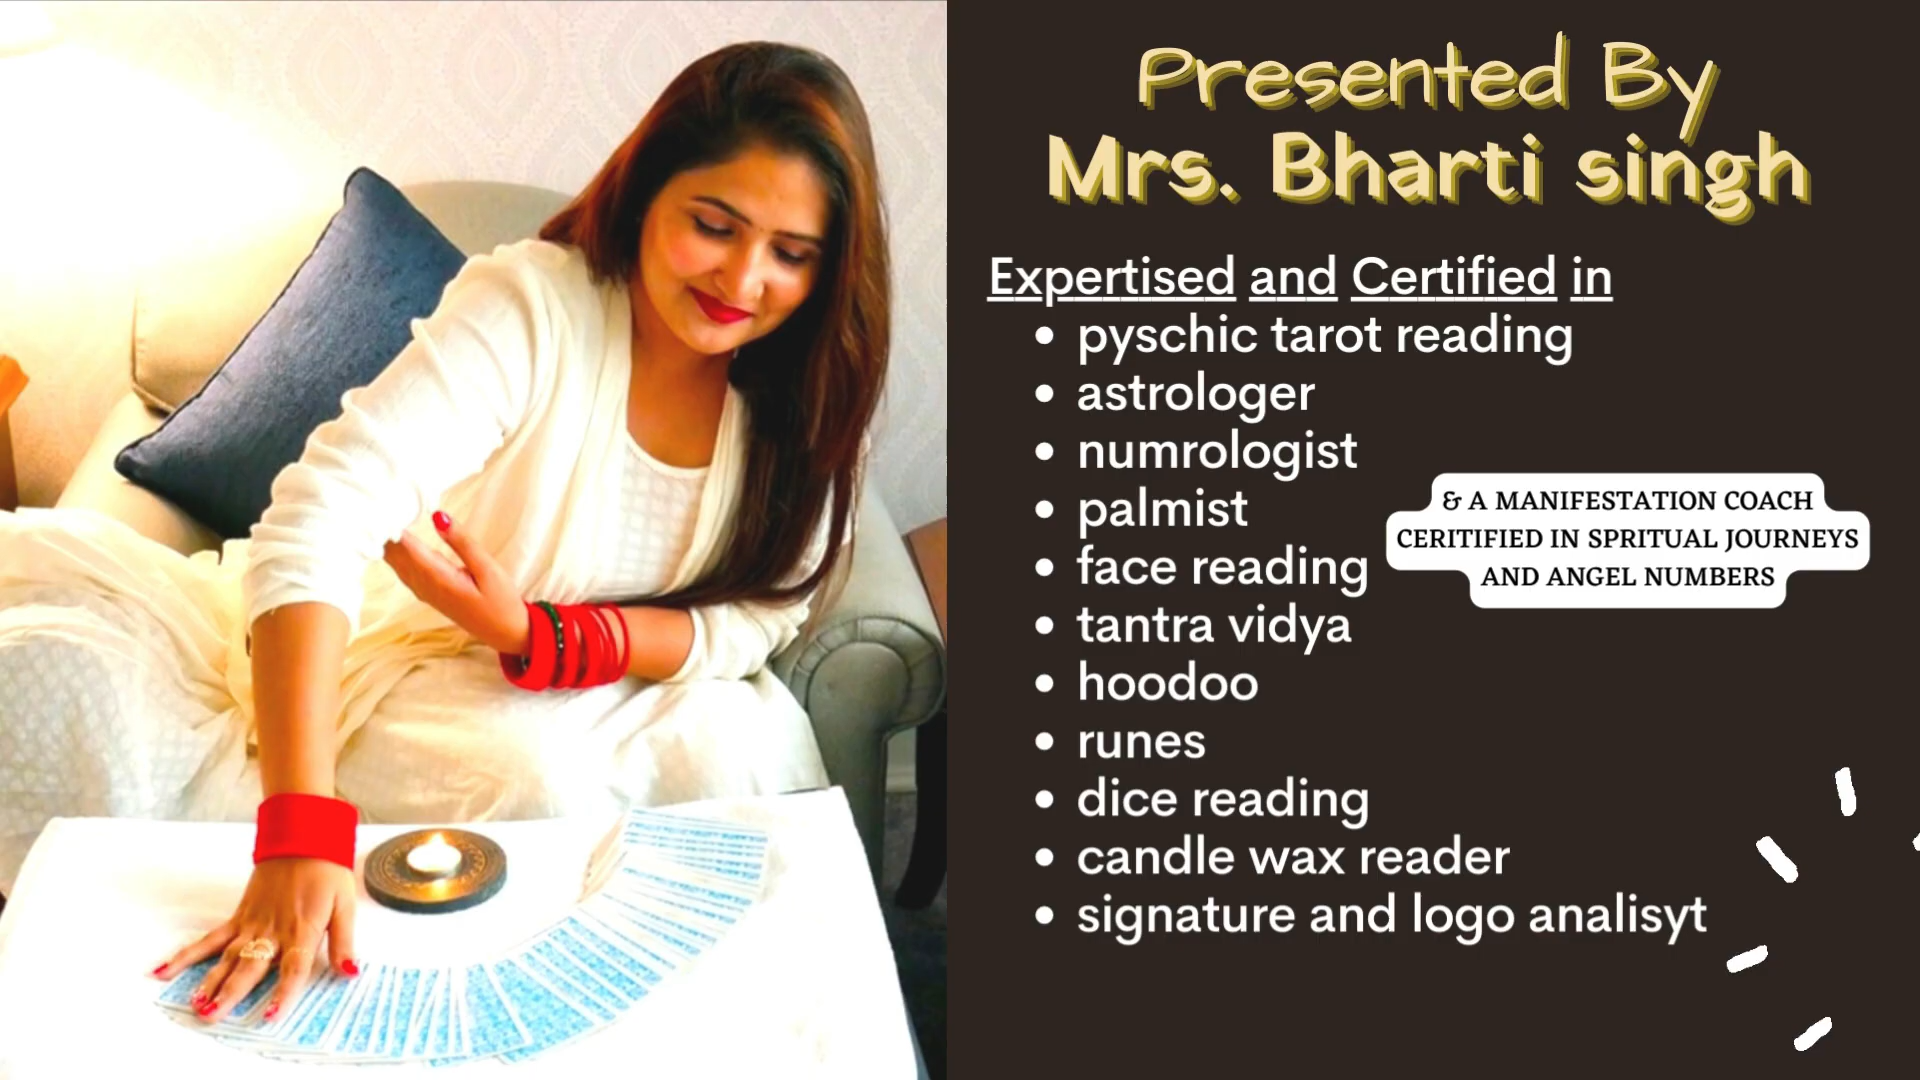 Presented By
Mrs. Bharti singh
Expertised and Certified in
• pyschic tarot reading
• astrologer
• numrologist
• palmist
• face reading
• tantra vidya
• hoodoo
• runes
• dice reading
• candle wax reader
• signature and logo analisyt
& A MANIFESTATION COACH
CERITIFIED IN SPRITUAL JOURNEYS
AND ANGEL NUMBERS